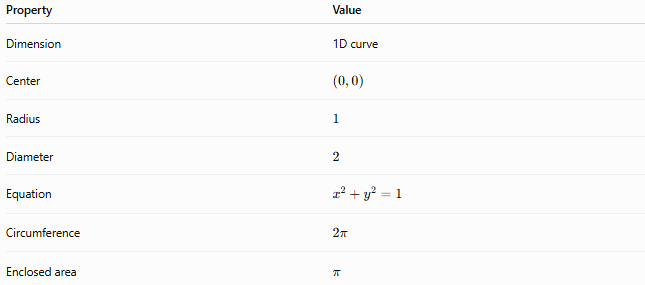 Property Value
Dimension 1D curve
Center (0, 0)
Radius 1
Diameter 2
Equation x² + y² = 1
Circumference 2π
Enclosed area π